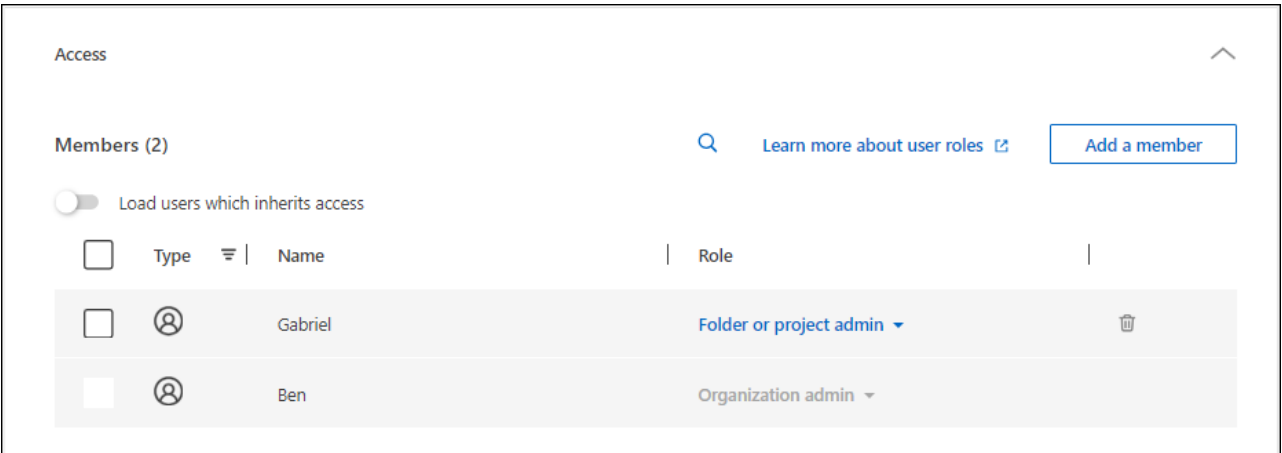 Access
Members (2)
Learn more about user roles
Add a member
Load users which inherits access
Type
Name
Role
Gabriel
Folder or project admin
Ben
Organization admin